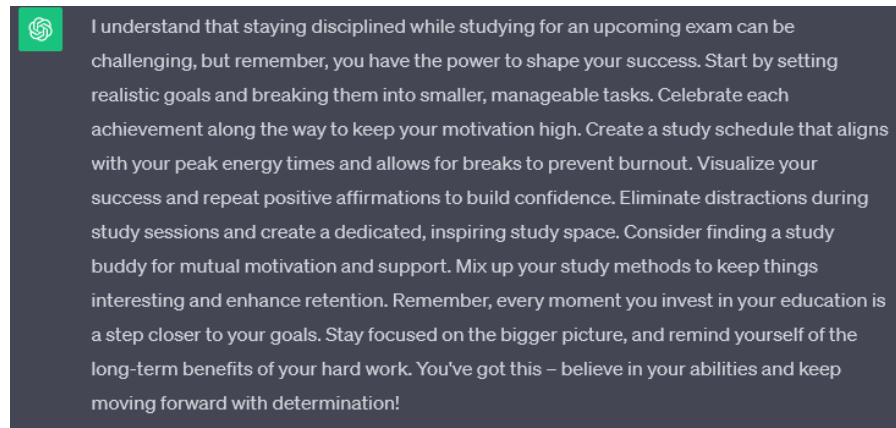 I understand that staying disciplined while studying for an upcoming exam can be
challenging, but remember, you have the power to shape your success. Start by setting
realistic goals and breaking them into smaller, manageable tasks. Celebrate each
achievement along the way to keep your motivation high. Create a study schedule that aligns
with your peak energy times and allows for breaks to prevent burnout. Visualize your
success and repeat positive affirmations to build confidence. Eliminate distractions during
study sessions and create a dedicated, inspiring study space. Consider finding a study
buddy for mutual motivation and support. Mix up your study methods to keep things
interesting and enhance retention. Remember, every moment you invest in your education is
a step closer to your goals. Stay focused on the bigger picture, and remind yourself of the
long-term benefits of your hard work. You've got this – believe in your abilities and keep
moving forward with determination!